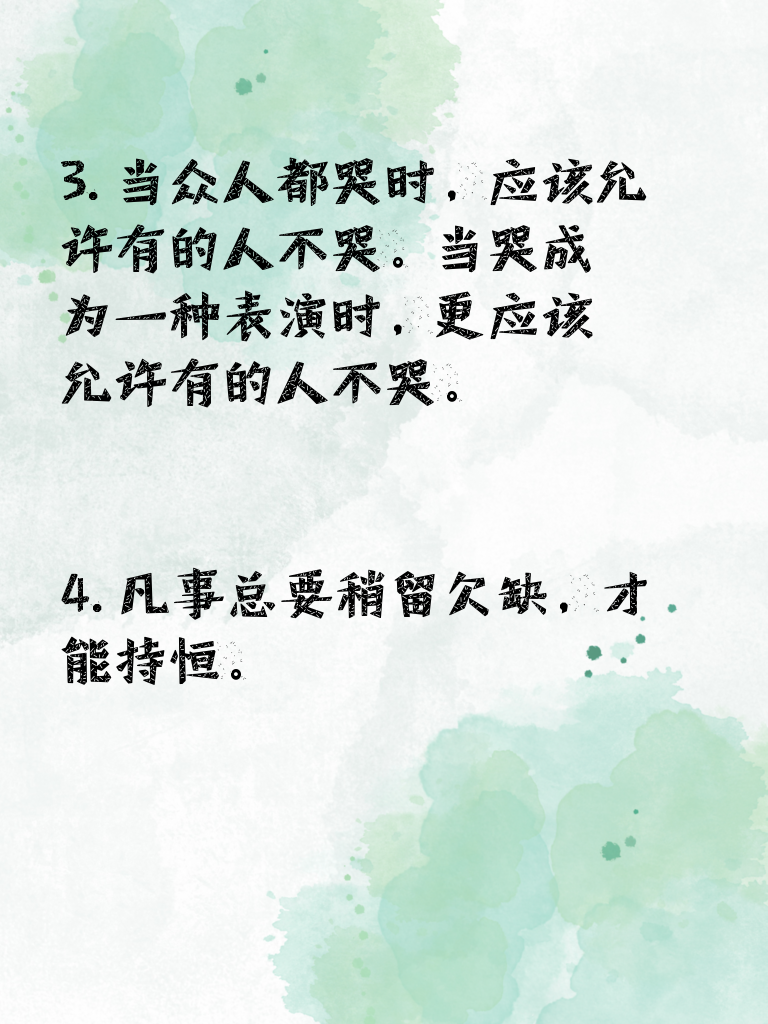 3. 当众人都哭时，应该允
许有的人不哭。当哭成
为一种表演时，更应该
允许有的人不哭。
4. 凡事总要稍留欠缺，才
能持恒。